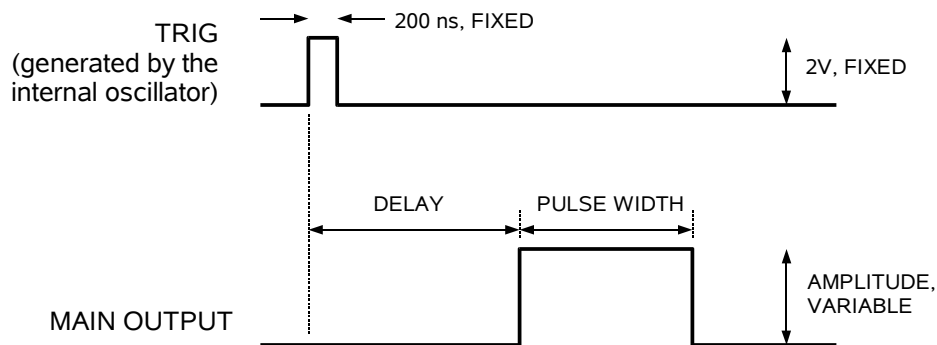 200 ns, FIXED
TRIG
(generated by the
internal oscillator)
2V, FIXED
DELAY
PULSE WIDTH
AMPLITUDE,
VARIABLE
MAIN OUTPUT